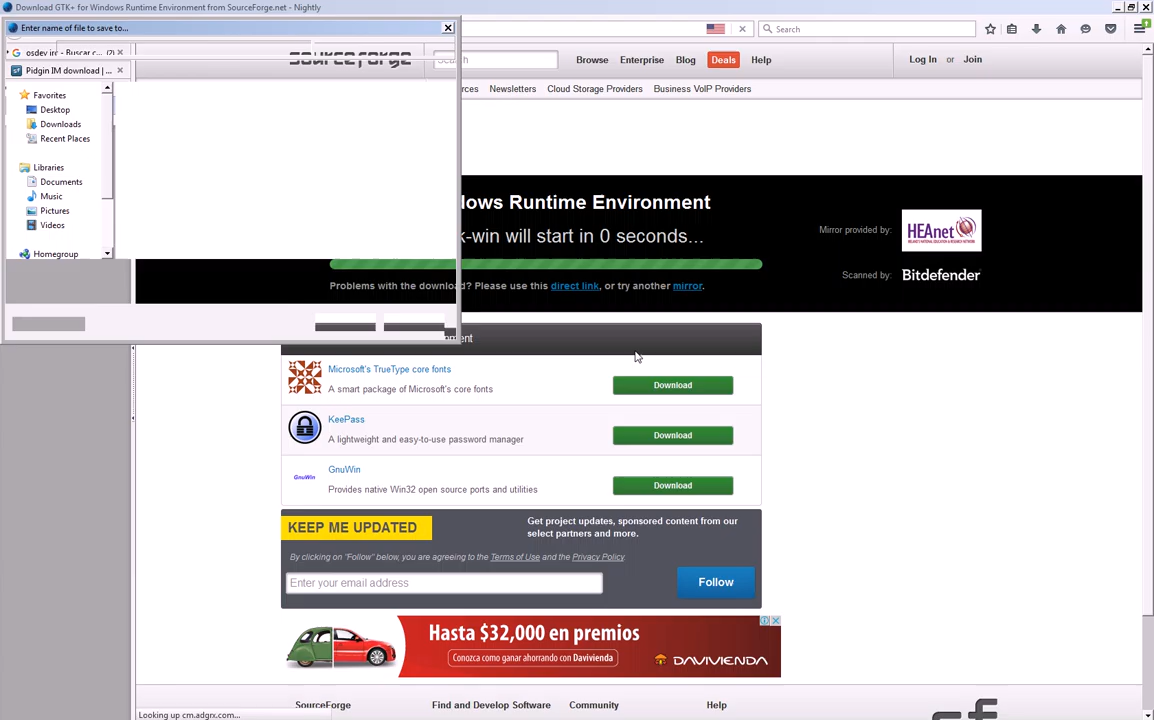 Download GTK+ for Windows Runtime Environment from SourceForge.net - Nightly
Enter name of file to save to...
Search
osdev irc - Buscar c... (2)
sourceforge
Search
Browse Enterprise Blog Deals Help
Log In or Join
Pidgin IM download | ...
rces Newsletters Cloud Storage Providers Business VoIP Providers
Favorites
Desktop
Downloads
Recent Places
Libraries
Documents
Music
Pictures
Videos
Homegroup
lows Runtime Environment
k-win will start in 0 seconds...
Problems with the download? Please use this direct link, or try another mirror.
Mirror provided by:
HEAnet
Scanned by: Bitdefender
ment
Microsoft's TrueType core fonts
A smart package of Microsoft's core fonts
Download
KeePass
A lightweight and easy-to-use password manager
Download
GnuWin
GnuWin
Provides native Win32 open source ports and utilities
Download
KEEP ME UPDATED
Get project updates, sponsored content from our
select partners and more.
By clicking on "Follow" below, you are agreeing to the Terms of Use and the Privacy Policy.
Enter your email address
Follow
Hasta $32,000 en premios
Conozca como ganar ahorrando con Davivienda
DAVIVIENDA
SourceForge
Find and Develop Software
Community
Help
sf
Looking up cm.adgrx.com...